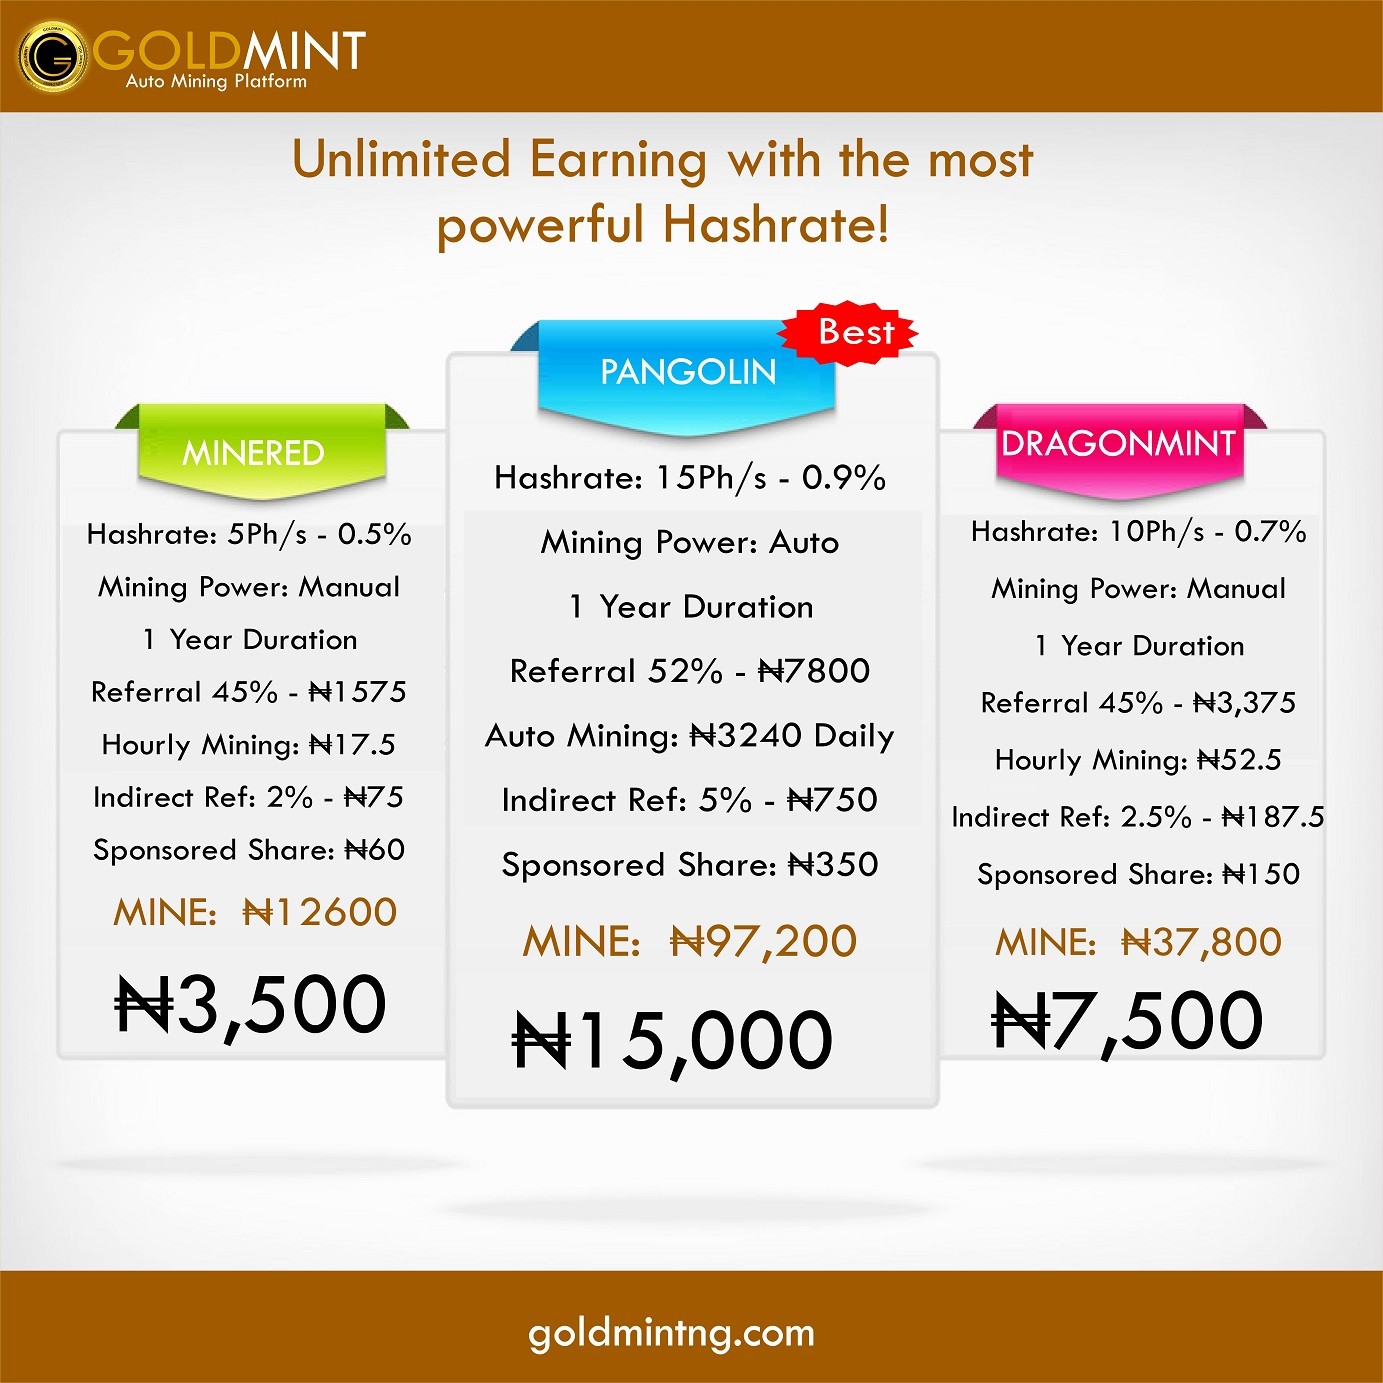 GOLDMINT
Auto Mining Platform
Unlimited Earning with the most
powerful Hashrate!
MINERED
Hashrate: 5Ph/s - 0.5%
Mining Power: Manual
1 Year Duration
Referral 45% - ₦1575
Hourly Mining: ₦17.5
Indirect Ref: 2% - ₦75
Sponsored Share: ₦60
MINE: ₦12600
₦3,500
Best
PANGOLIN
Hashrate: 15Ph/s - 0.9%
Mining Power: Auto
1 Year Duration
Referral 52% - ₦7800
Auto Mining: ₦3240 Daily
Indirect Ref: 5% - ₦750
Sponsored Share: ₦350
MINE: ₦97,200
₦15,000
DRAGONMINT
Hashrate: 10Ph/s - 0.7%
Mining Power: Manual
1 Year Duration
Referral 45% - ₦3,375
Hourly Mining: ₦52.5
Indirect Ref: 2.5% - ₦187.5
Sponsored Share: ₦150
MINE: ₦37,800
₦7,500
goldmintng.com